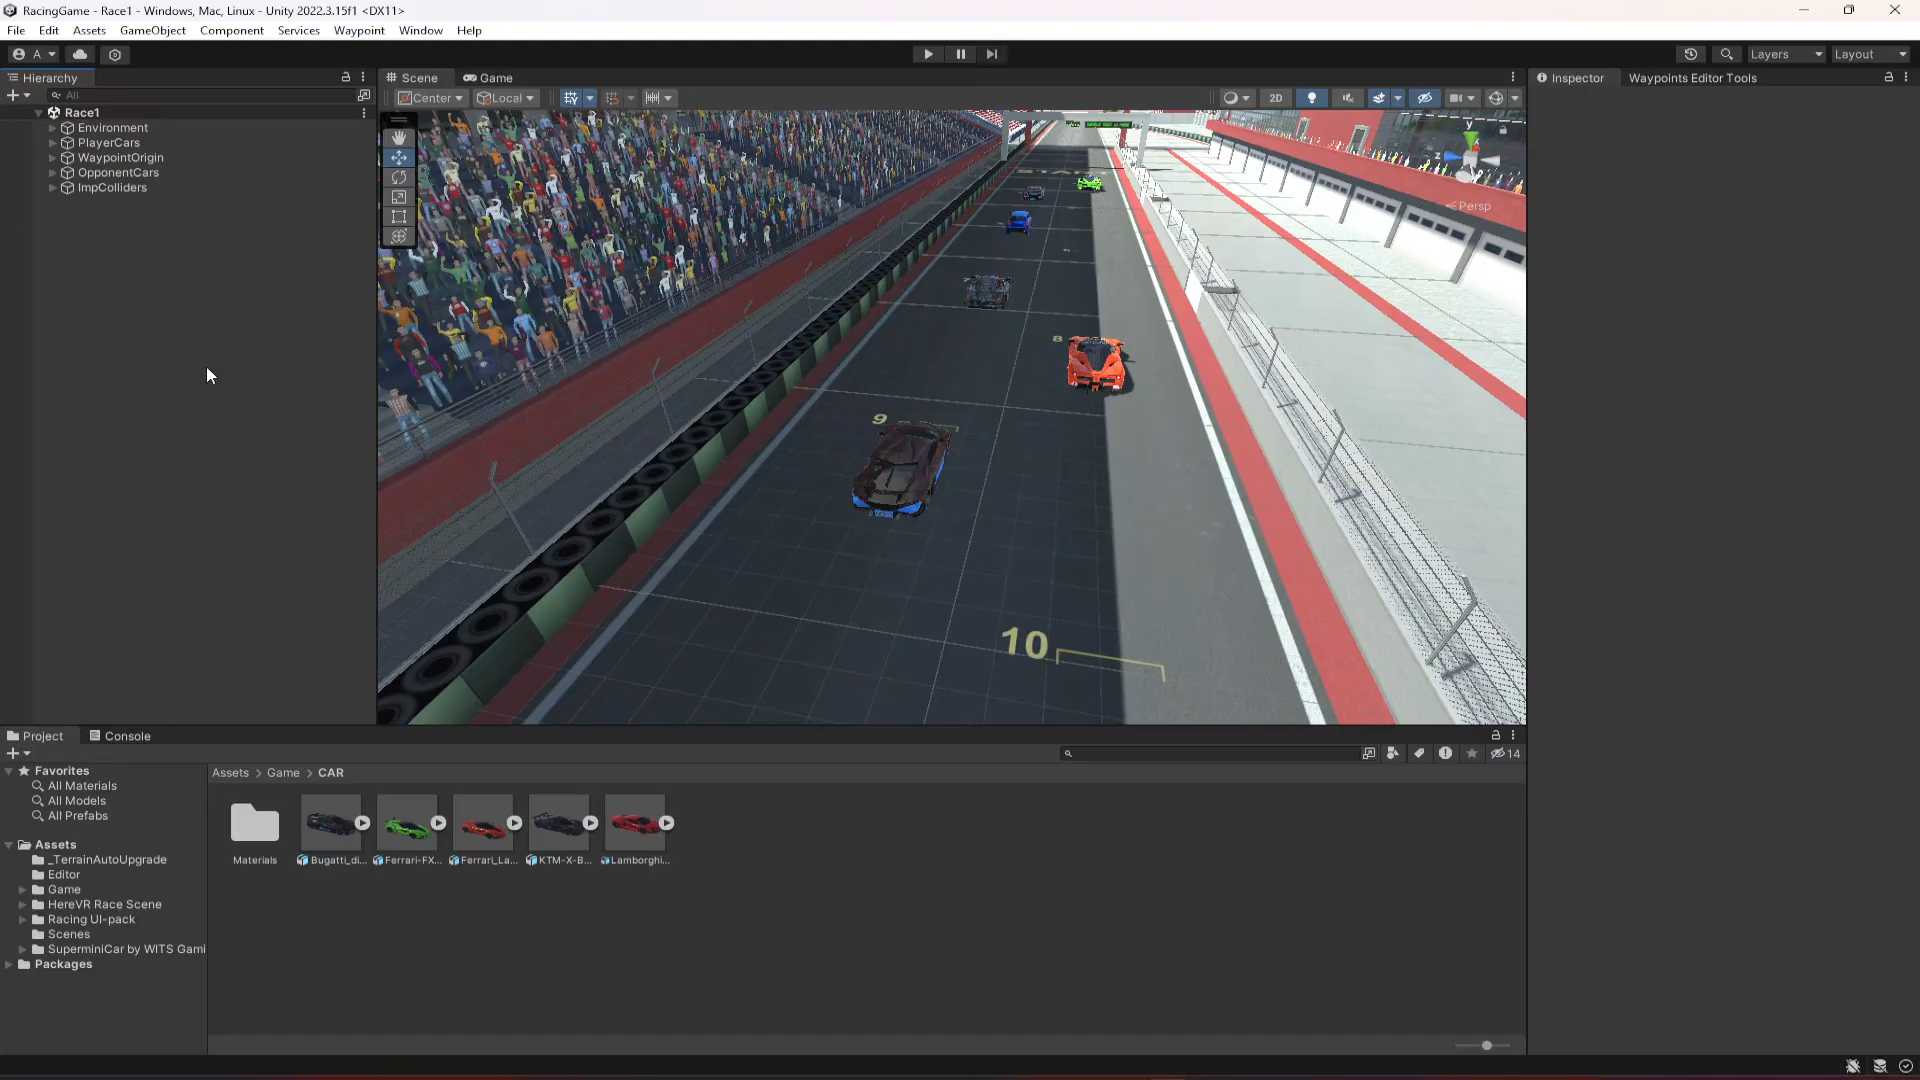 RacingGame - Race1 - Windows, Mac, Linux - Unity 2022.3.15f1 <DX11>
File Edit Assets GameObject Component Services Waypoint Window Help
A Layers Layout
Hierarchy
Scene Game
Inspector Waypoints Editor Tools
All
Center Local 2D
Race1
Environment
PlayerCars
WaypointOrigin
OpponentCars
ImpColliders
y
z
Persp
8
9
10
Project Console
14
Favorites
All Materials
All Models
All Prefabs
Assets
_TerrainAutoUpgrade
Editor
Game
HereVR Race Scene
Racing UI-pack
Scenes
SuperminiCar by WITS Gami
Packages
Assets > Game > CAR
Materials Bugatti_di... Ferrari-FX... Ferrari_La... KTM-X-B... Lamborghi...